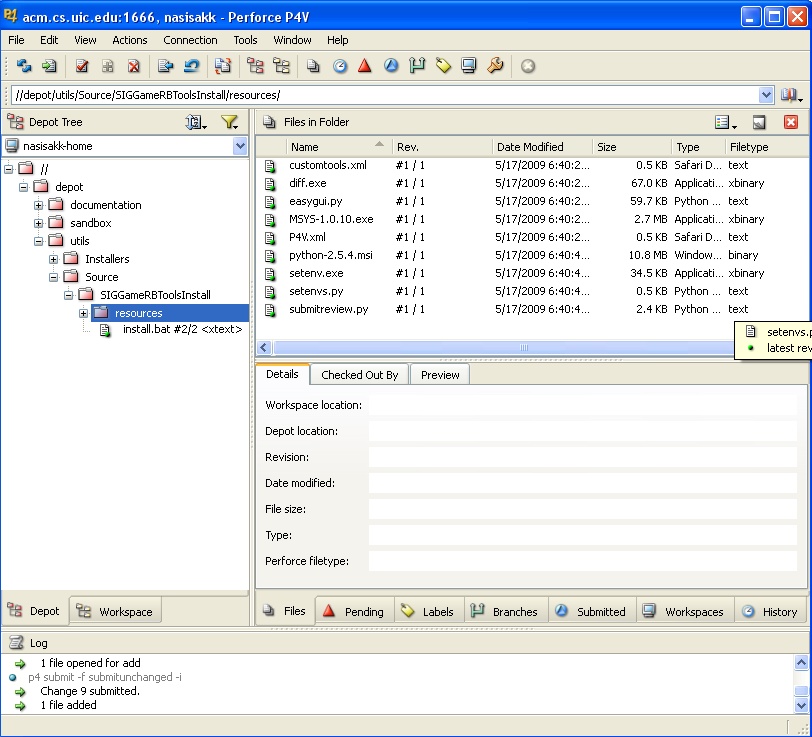 acm.cs.uic.edu:1666, nasisakk - Perforce P4V
File Edit View Actions Connection Tools Window Help
//depot/utils/Source/SIGGameRBToolsInstall/resources/
Depot Tree
nasisakk-home
//
depot
documentation
sandbox
utils
Installers
Source
SIGGameRBToolsInstall
resources
install.bat #2/2 <xtext>
Depot Workspace
Files in Folder
Name Rev. Date Modified Size Type Filetype
customtools.xml #1 / 1 5/17/2009 6:40:2... 0.5 KB Safari D... text
diff.exe #1 / 1 5/17/2009 6:40:2... 67.0 KB Applicati... xbinary
easygui.py #1 / 1 5/17/2009 6:40:2... 59.7 KB Python ... text
MSYS-1.0.10.exe #1 / 1 5/17/2009 6:40:2... 2.7 MB Applicati... xbinary
P4V.xml #1 / 1 5/17/2009 6:40:2... 0.5 KB Safari D... text
python-2.5.4.msi #1 / 1 5/17/2009 6:40:2... 10.8 MB Window... binary
setenv.exe #1 / 1 5/17/2009 6:40:4... 34.5 KB Applicati... xbinary
setenvs.py #1 / 1 5/17/2009 6:40:4... 0.5 KB Python ... text
submitreview.py #1 / 1 5/17/2009 6:40:4... 2.4 KB Python ... text
setenvs.p
latest rev
Details Checked Out By Preview
Workspace location:
Depot location:
Revision:
Date modified:
File size:
Type:
Perforce filetype:
Files Pending Labels Branches Submitted Workspaces History
Log
1 file opened for add
p4 submit -f submitunchanged -i
Change 9 submitted.
1 file added